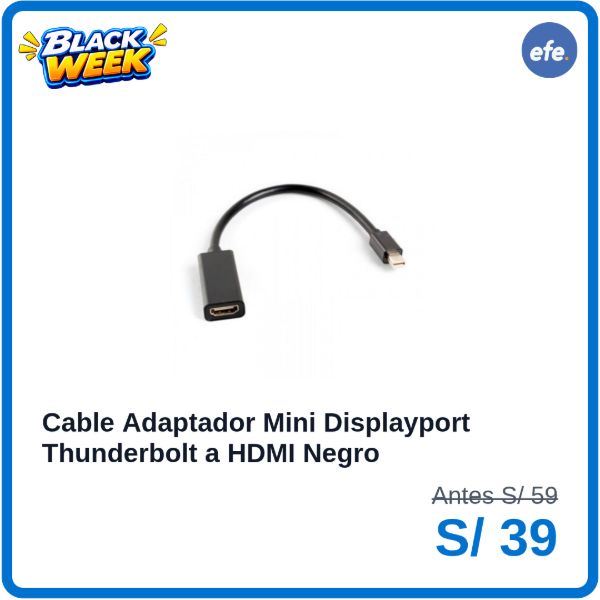 BLACK
WEEK
efe.
Cable Adaptador Mini Displayport
Thunderbolt a HDMI Negro
Antes S/ 59
S/ 39